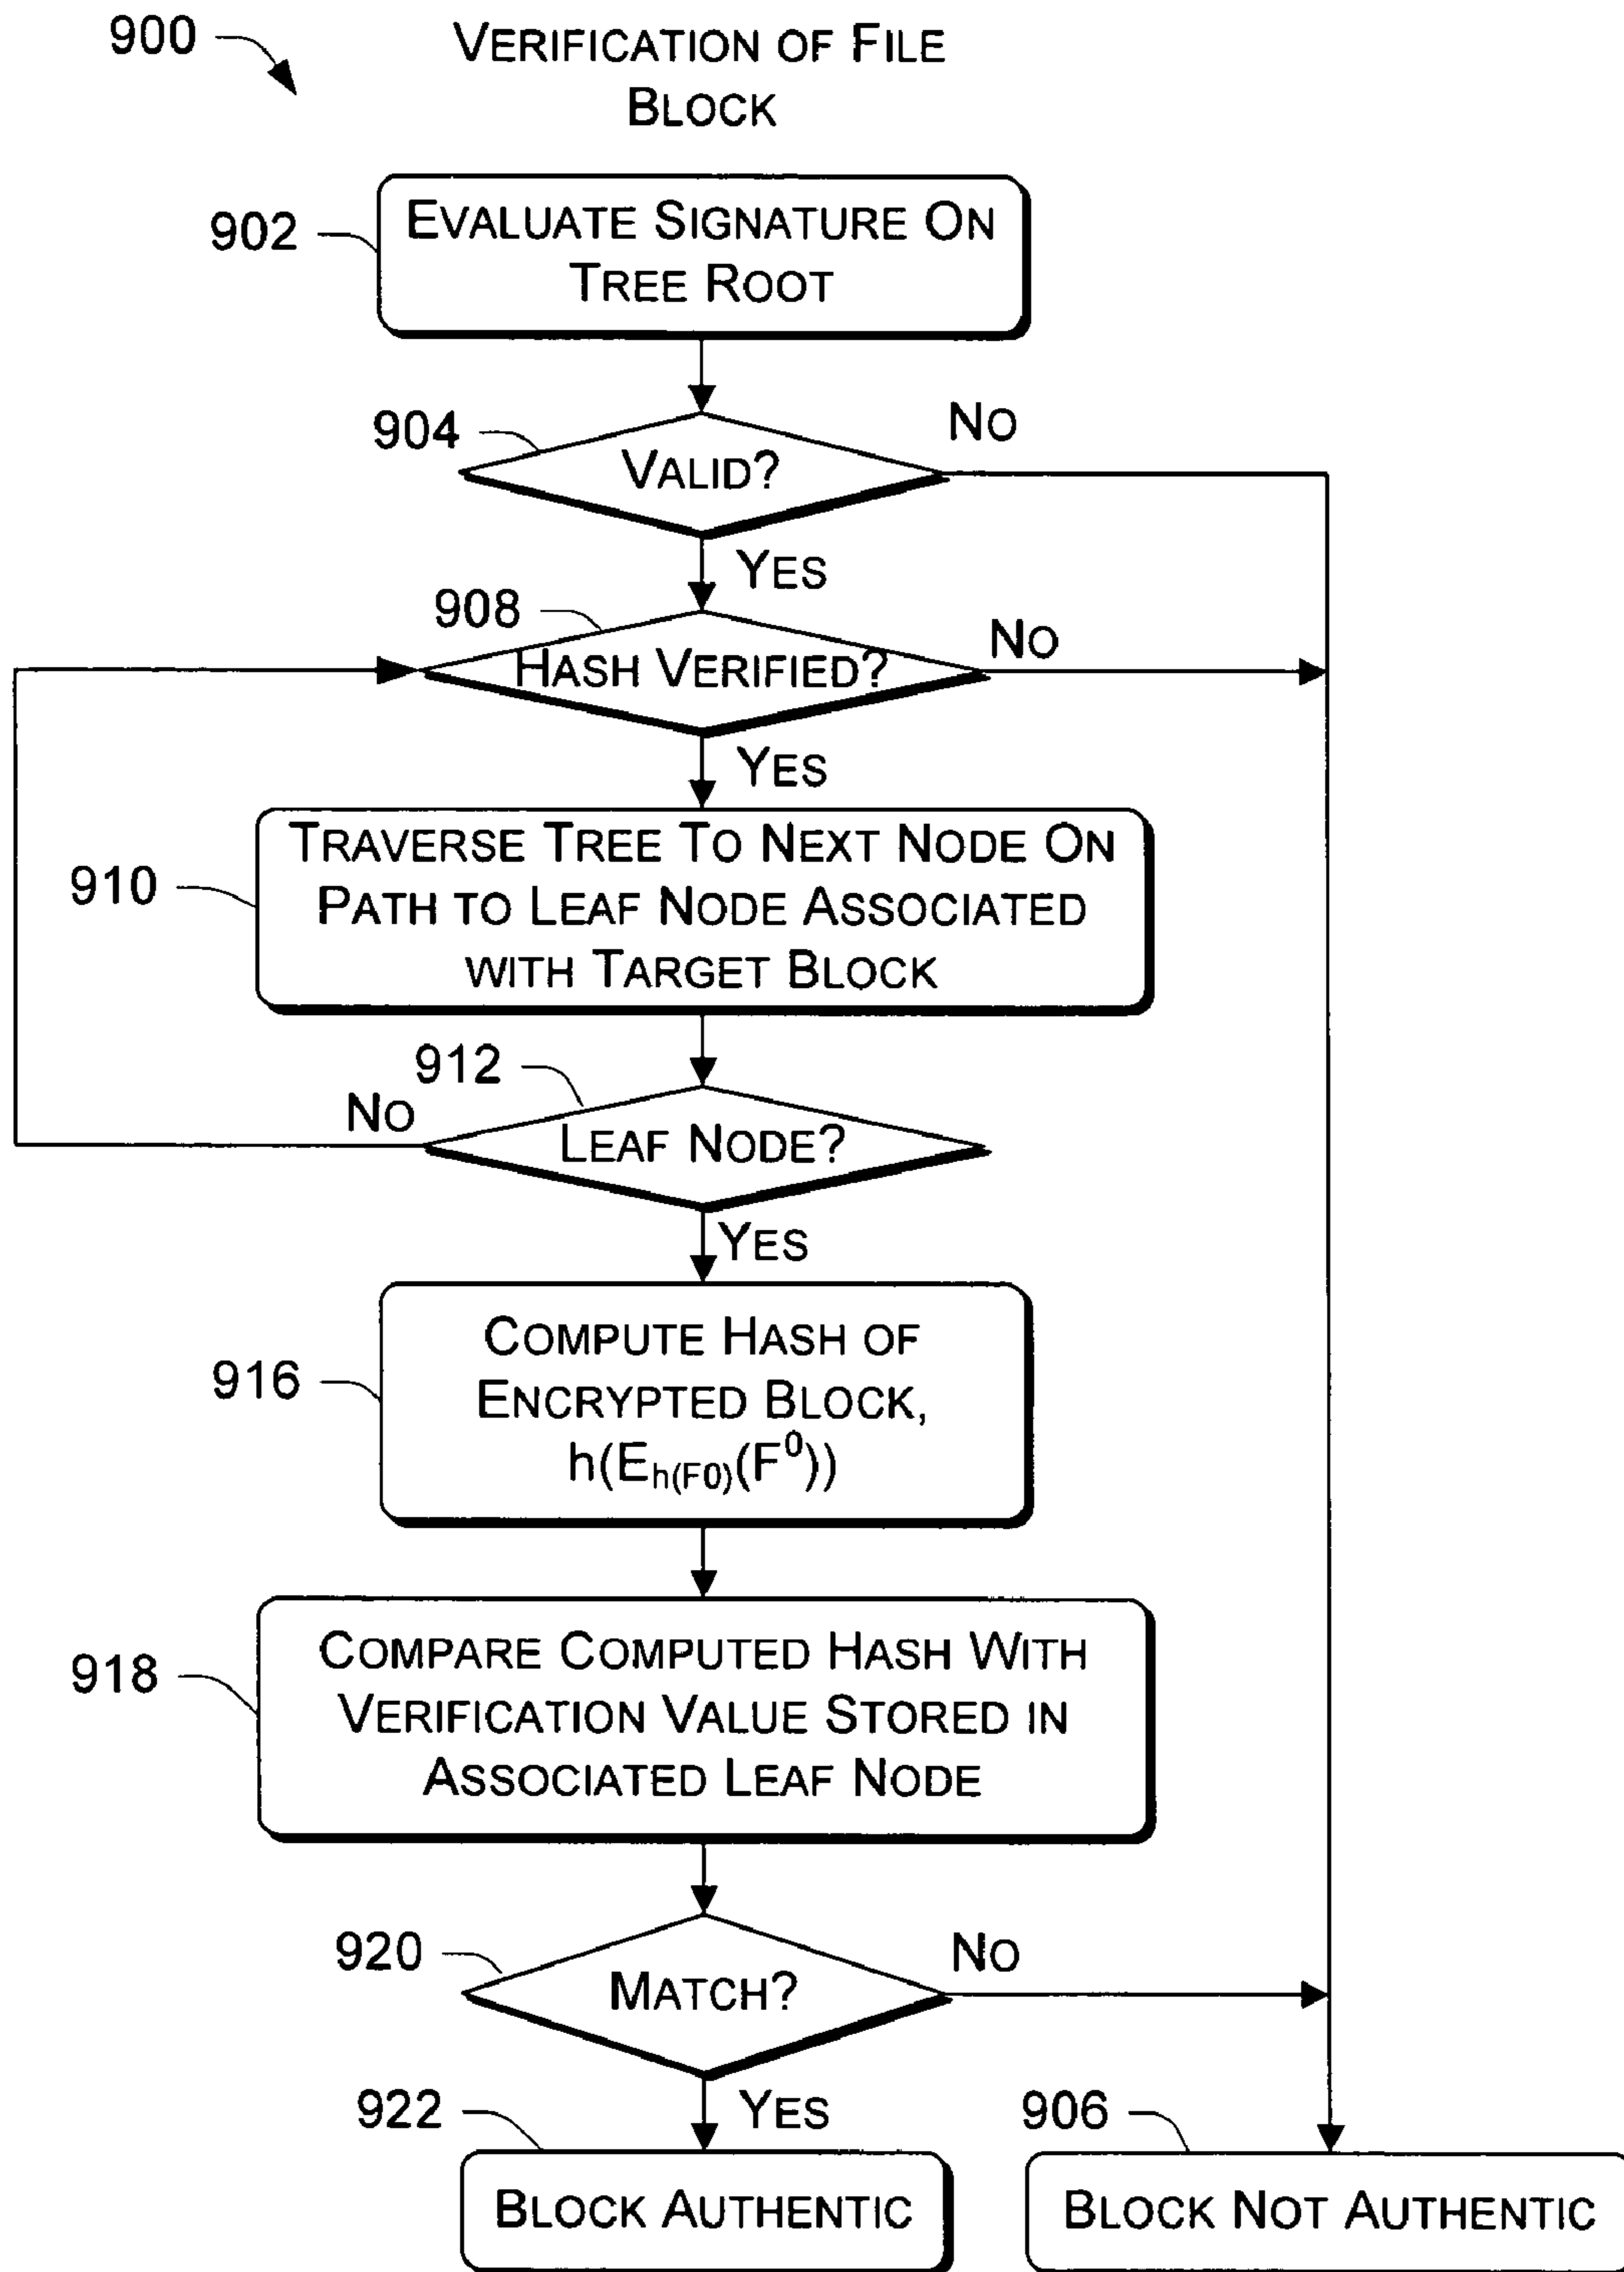 900
VERIFICATION OF FILE
BLOCK
902
EVALUATE SIGNATURE ON
TREE ROOT
904
VALID?
NO
YES
908
HASH VERIFIED?
NO
YES
910
TRAVERSE TREE TO NEXT NODE ON
PATH TO LEAF NODE ASSOCIATED
WITH TARGET BLOCK
912
NO
LEAF NODE?
YES
916
COMPUTE HASH OF
ENCRYPTED BLOCK,
h(E_h(F0)(F^0))
918
COMPARE COMPUTED HASH WITH
VERIFICATION VALUE STORED IN
ASSOCIATED LEAF NODE
920
MATCH?
NO
YES
922
BLOCK AUTHENTIC
906
BLOCK NOT AUTHENTIC